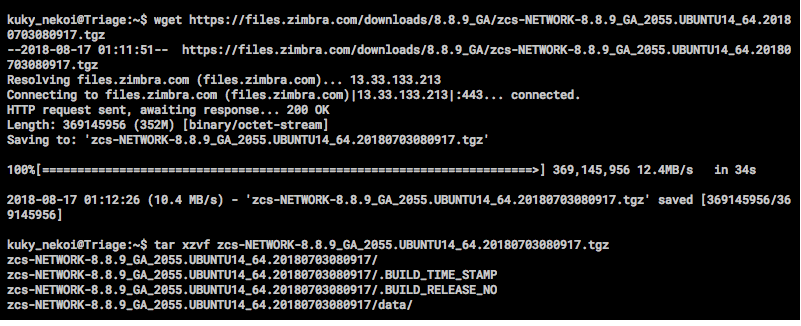 kuky_nekoi@Triage:~$ wget https://files.zimbra.com/downloads/8.8.9_GA/zcs-NETWORK-8.8.9_GA_2055.UBUNTU14_64.2018
0703080917.tgz
--2018-08-17 01:11:51--  https://files.zimbra.com/downloads/8.8.9_GA/zcs-NETWORK-8.8.9_GA_2055.UBUNTU14_64.20180
703080917.tgz
Resolving files.zimbra.com (files.zimbra.com)... 13.33.133.213
Connecting to files.zimbra.com (files.zimbra.com)|13.33.133.213|:443... connected.
HTTP request sent, awaiting response... 200 OK
Length: 369145956 (352M) [binary/octet-stream]
Saving to: 'zcs-NETWORK-8.8.9_GA_2055.UBUNTU14_64.20180703080917.tgz'
100%[======================================================================>] 369,145,956 12.4MB/s   in 34s
2018-08-17 01:12:26 (10.4 MB/s) - 'zcs-NETWORK-8.8.9_GA_2055.UBUNTU14_64.20180703080917.tgz' saved [369145956/36
9145956]
kuky_nekoi@Triage:~$ tar xzvf zcs-NETWORK-8.8.9_GA_2055.UBUNTU14_64.20180703080917.tgz
zcs-NETWORK-8.8.9_GA_2055.UBUNTU14_64.20180703080917/
zcs-NETWORK-8.8.9_GA_2055.UBUNTU14_64.20180703080917/.BUILD_TIME_STAMP
zcs-NETWORK-8.8.9_GA_2055.UBUNTU14_64.20180703080917/.BUILD_RELEASE_NO
zcs-NETWORK-8.8.9_GA_2055.UBUNTU14_64.20180703080917/data/